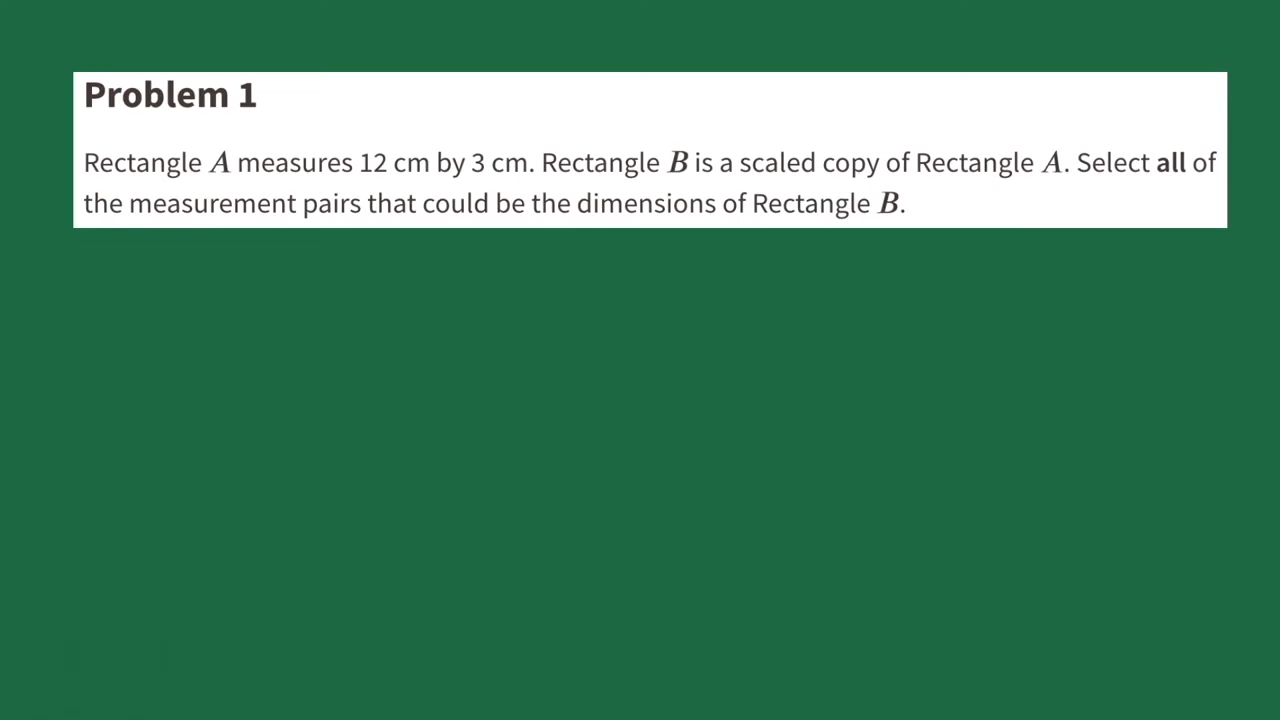 Problem 1
Rectangle A measures 12 cm by 3 cm. Rectangle B is a scaled copy of Rectangle A. Select all of
the measurement pairs that could be the dimensions of Rectangle B.